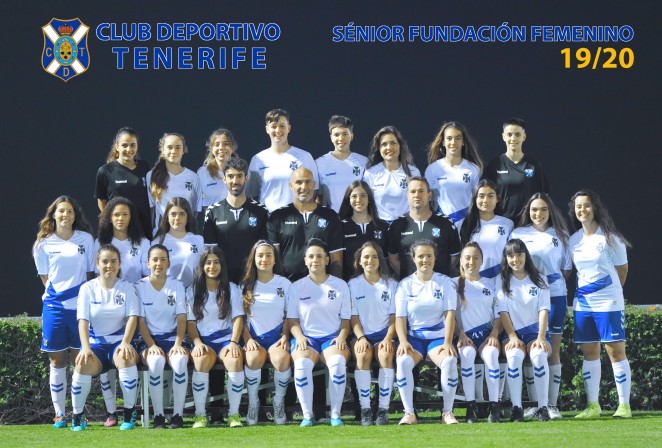 CLUB DEPORTIVO
TENERIFE
SÉNIOR FUNDACIÓN FEMENINO
19/20
C T
D